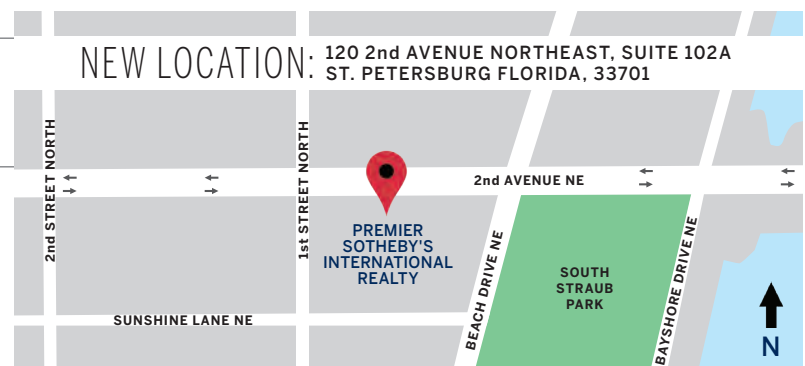 NEW LOCATION:
120 2nd AVENUE NORTHEAST, SUITE 102A
ST. PETERSBURG FLORIDA, 33701
2nd STREET NORTH
1st STREET NORTH
2nd AVENUE NE
PREMIER
SOTHEBY'S
INTERNATIONAL
REALTY
BEACH DRIVE NE
SOUTH
STRAUB
PARK
BAYSHORE DRIVE NE
SUNSHINE LANE NE
N